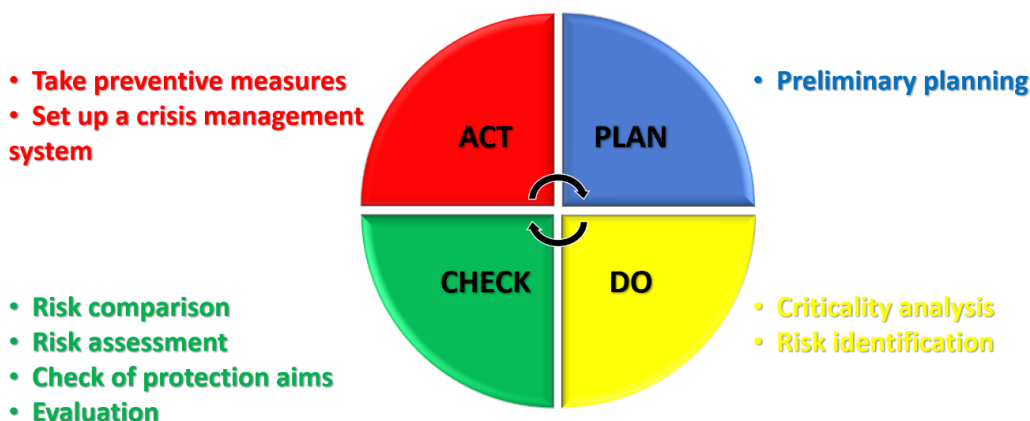 • Take preventive measures
• Set up a crisis management
system
ACT
PLAN
• Preliminary planning
CHECK
DO
• Risk comparison
• Risk assessment
• Check of protection aims
• Evaluation
• Criticality analysis
• Risk identification